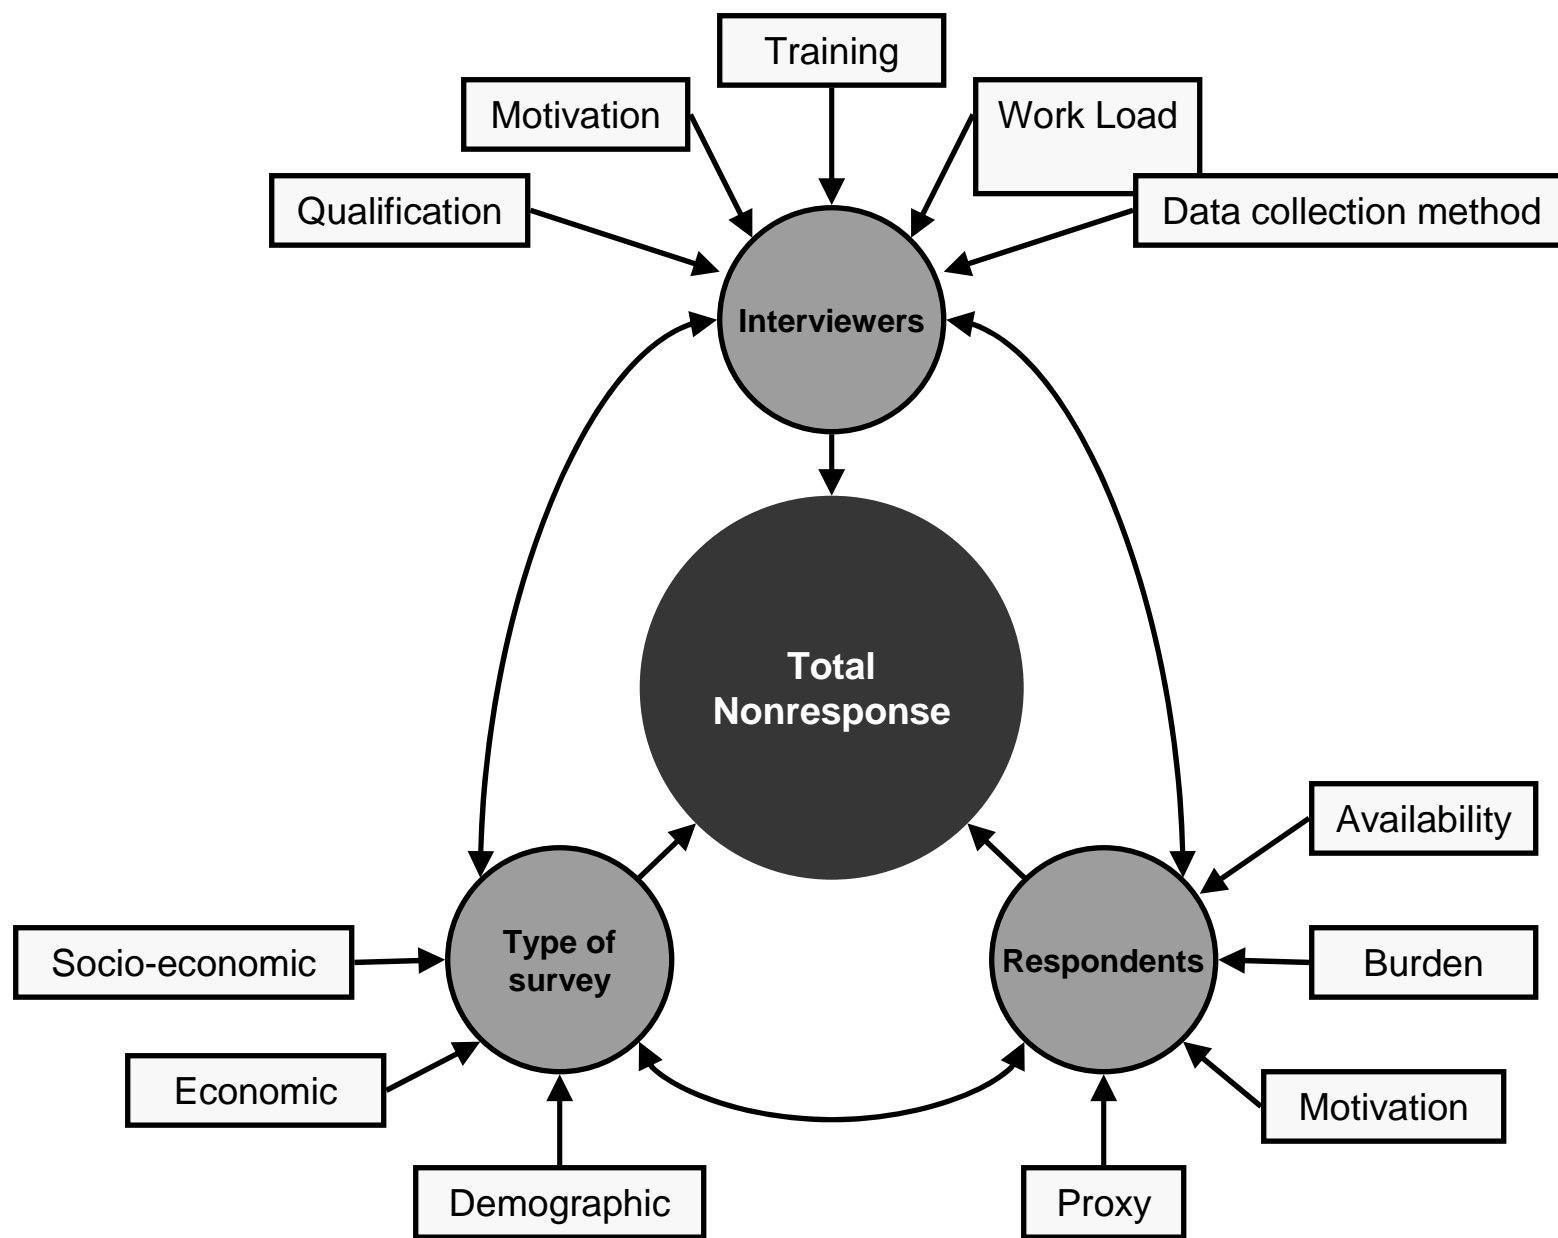 Training
Motivation
Work Load
Qualification
Data collection method
Interviewers
Total
Nonresponse
Availability
Type of
survey
Respondents
Socio-economic
Burden
Economic
Motivation
Demographic
Proxy